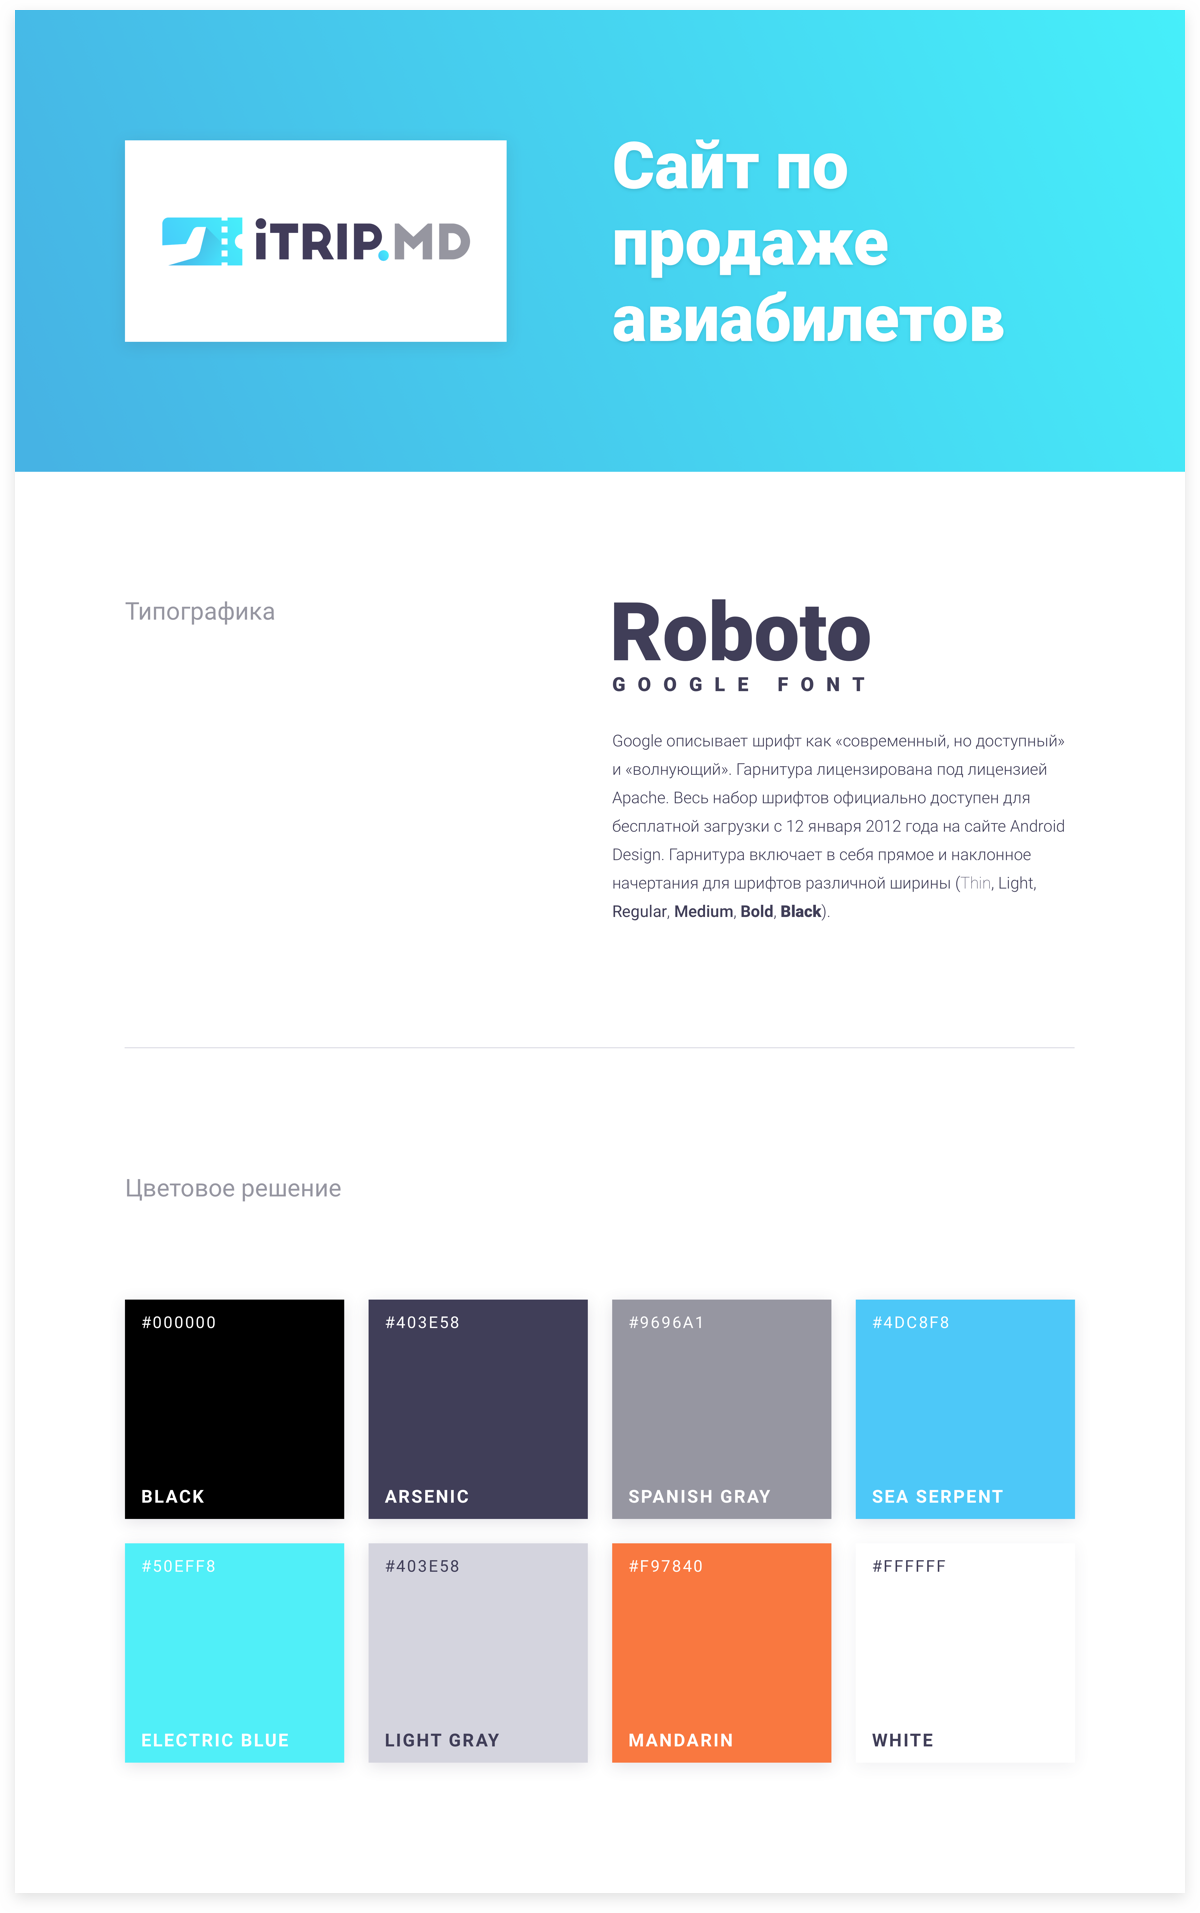 iTRIP.MD
Сайт по
продаже
авиабилетов
Типографика
Roboto
GOOGLE FONT
Google описывает шрифт как «современный, но доступный»
и «волнующий». Гарнитура лицензирована под лицензией
Apache. Весь набор шрифтов официально доступен для
бесплатной загрузки с 12 января 2012 года на сайте Android
Design. Гарнитура включает в себя прямое и наклонное
начертания для шрифтов различной ширины (Thin, Light,
Regular, Medium, Bold, Black).
Цветовое решение
#000000
BLACK
#403E58
ARSENIC
#9696A1
SPANISH GRAY
#4DC8F8
SEA SERPENT
#50EFF8
ELECTRIC BLUE
#403E58
LIGHT GRAY
#F97840
MANDARIN
#FFFFFF
WHITE